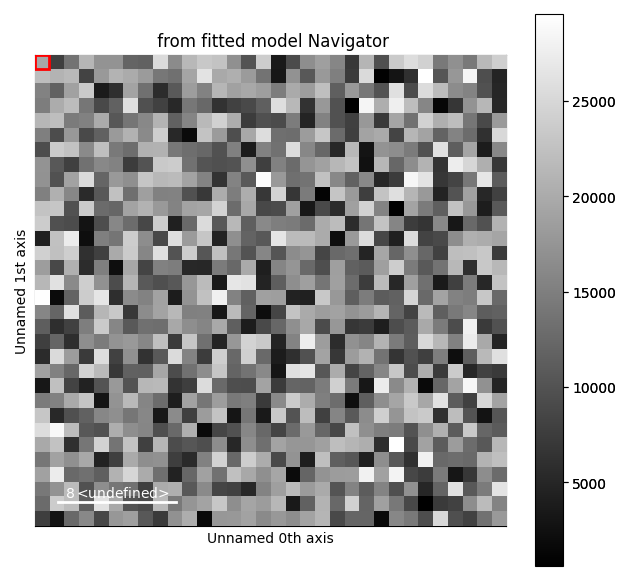 from fitted model Navigator
Unnamed 1st axis
8 <undefined>
Unnamed 0th axis
25000
20000
15000
10000
5000